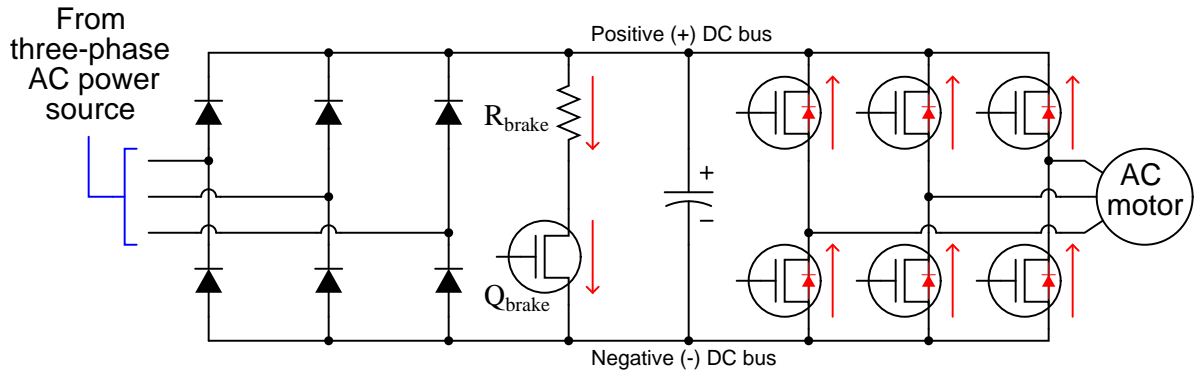 From
three-phase
AC power
source
Positive (+) DC bus
R_brake
Q_brake
+
−
AC
motor
Negative (-) DC bus